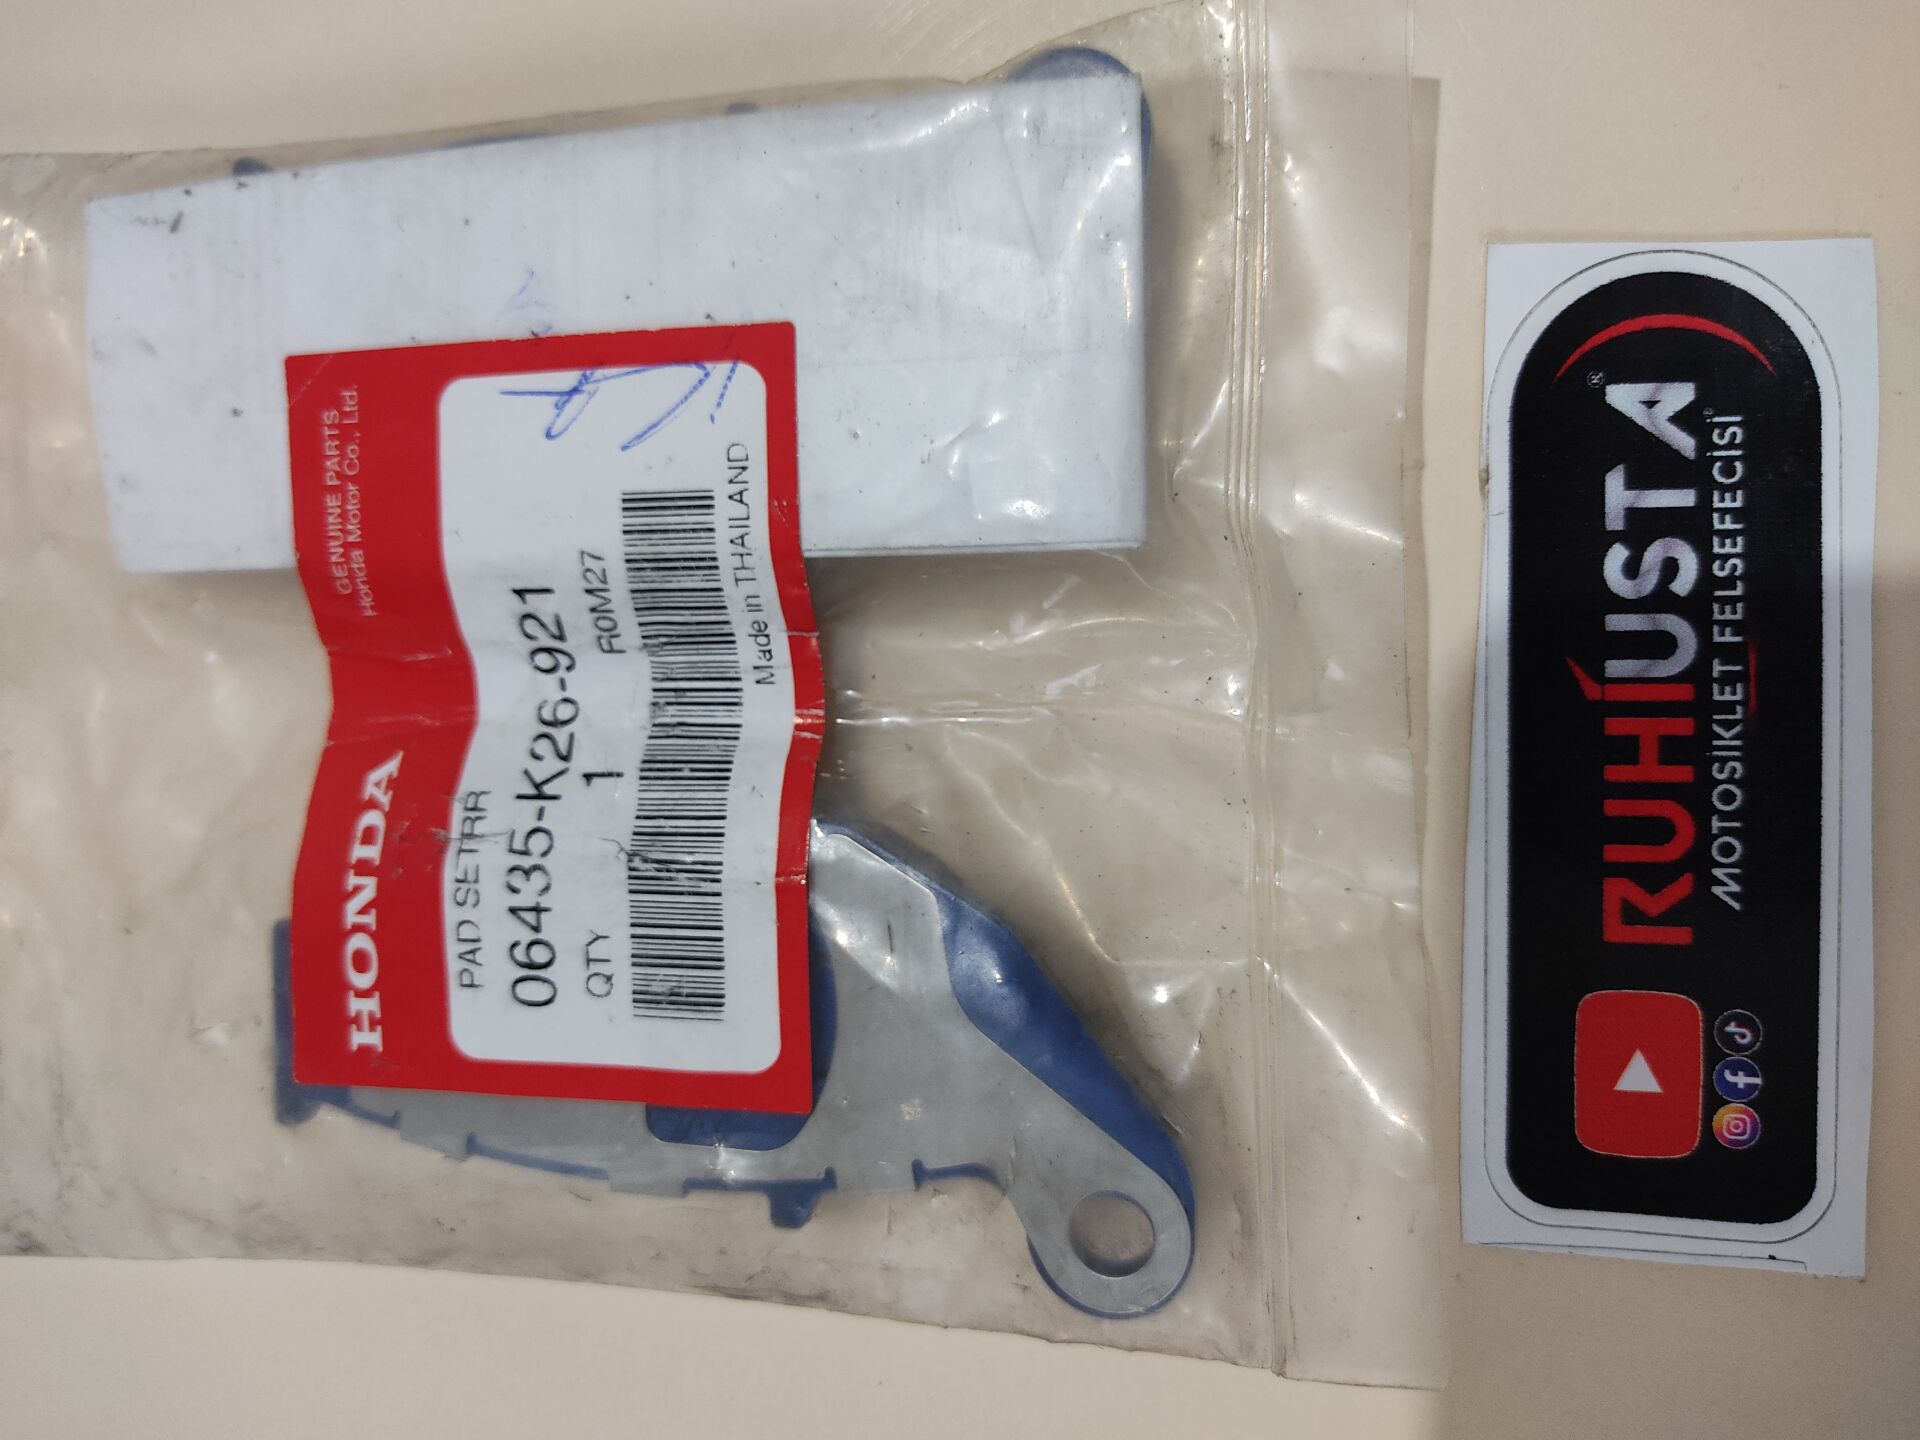 HONDA
GENUINE PARTS
Honda Motor Co., Ltd.
PAD SET.RR
06435-K26-921
QTY 1 R0M27
Made in THAILAND
RUHİUSTA®
MOTOSİKLET FELSEFECİSİ®